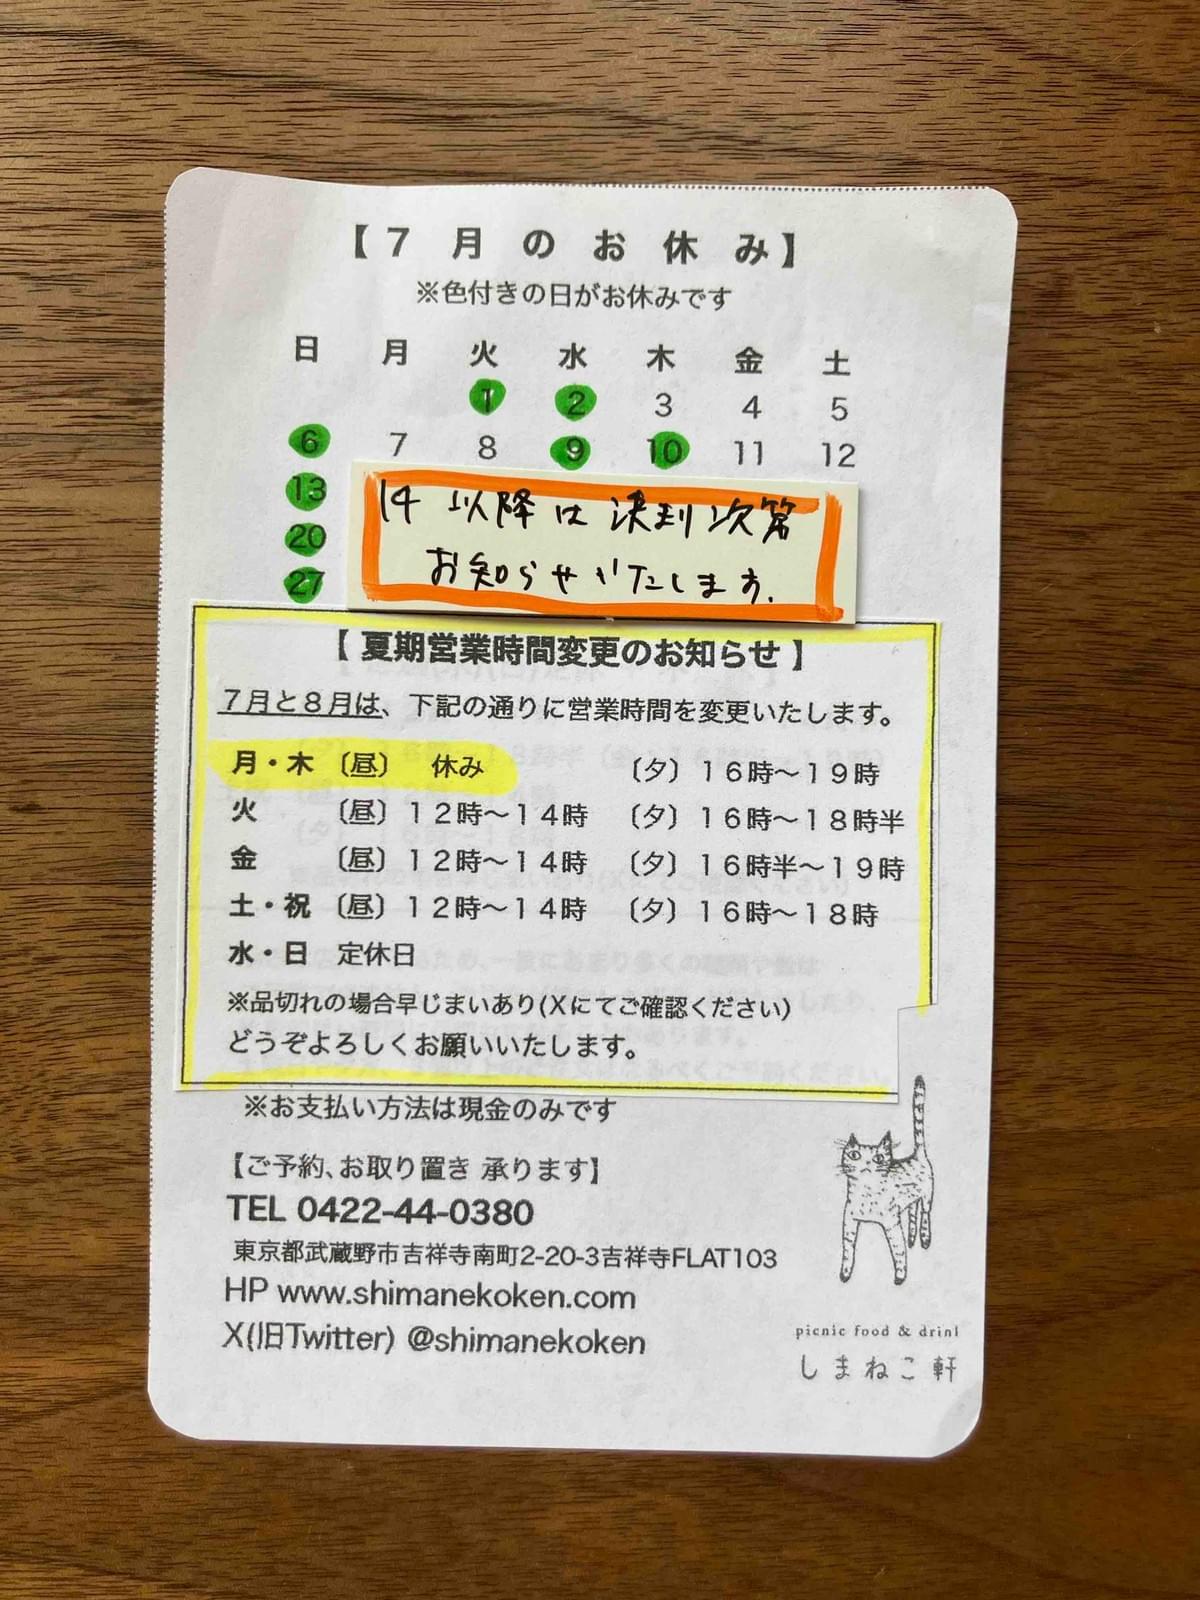 【７月のお休み】
※色付きの日がお休みです
日 月 火 水 木 金 土
1 2 3 4 5
6 7 8 9 10 11 12
13
20
27
14 以降は決まり次第
お知らせいたします.
【夏期営業時間変更のお知らせ】
７月と８月は、下記の通りに営業時間を変更いたします。
月・木 〔昼〕 休み 〔夕〕１６時～１９時
火 〔昼〕１２時～１４時 〔夕〕１６時～１８時半
金 〔昼〕１２時～１４時 〔夕〕１６時半～１９時
土・祝 〔昼〕１２時～１４時 〔夕〕１６時～１８時
水・日 定休日
※品切れの場合早じまいあり(Xにてご確認ください)
どうぞよろしくお願いいたします。
※お支払い方法は現金のみです
【ご予約、お取り置き 承ります】
TEL 0422-44-0380
東京都武蔵野市吉祥寺南町2-20-3吉祥寺FLAT103
HP www.shimanekoken.com
X(旧Twitter) @shimanekoken
picnic food & drinl
しまねこ軒